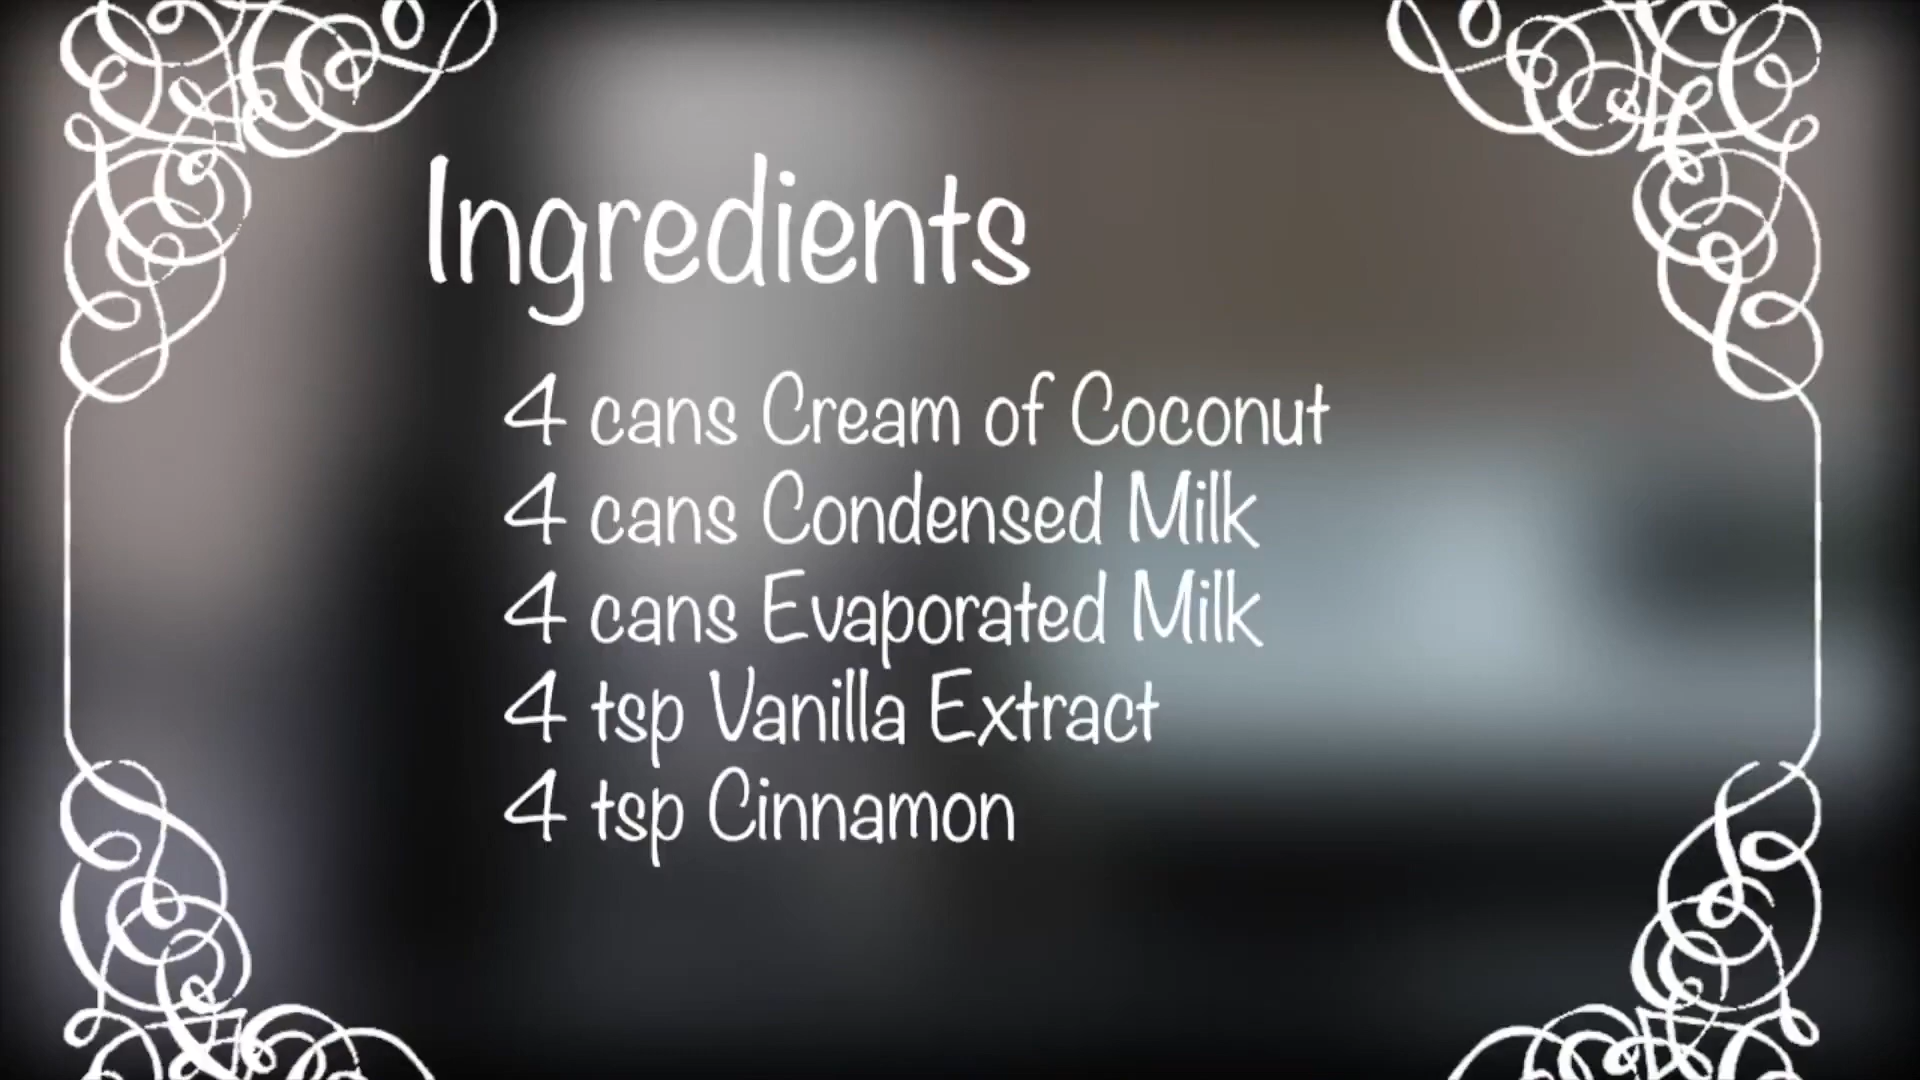 Ingredients
4 cans Cream of Coconut
4 cans Condensed Milk
4 cans Evaporated Milk
4 tsp Vanilla Extract
4 tsp Cinnamon